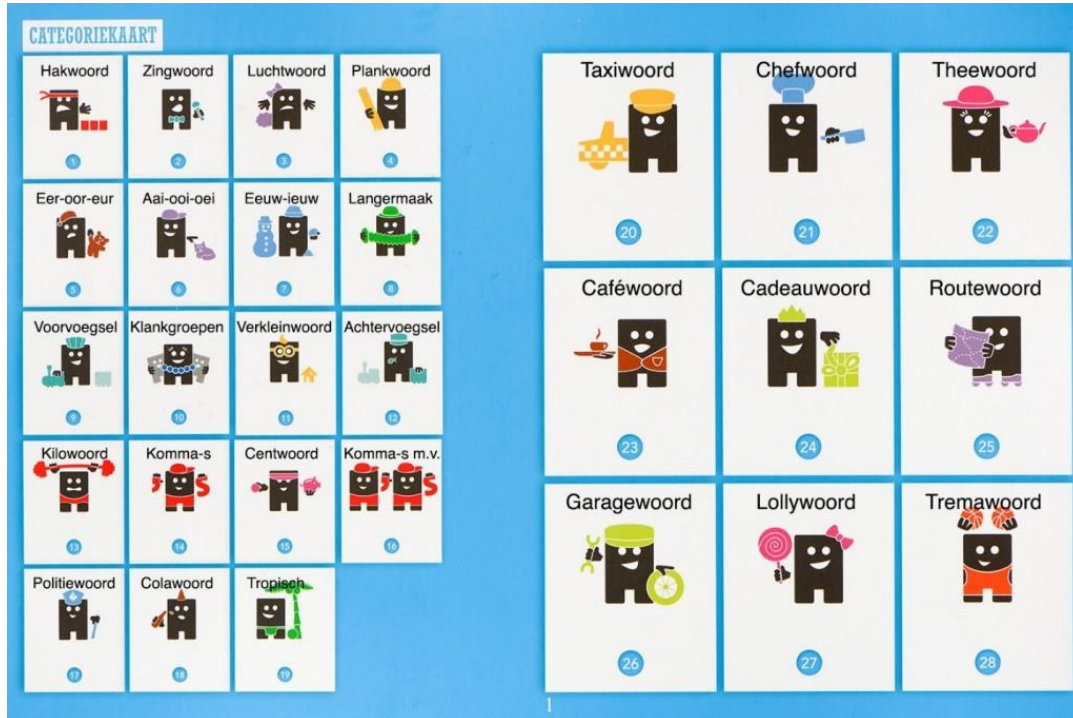 CATEGORIEKAART
Hakwoord Zingwoord Luchtwoord Plankwoord
1 2 3 4
Eer-oor-eur Aai-ooi-oei Eeuw-ieuw Langermaak
5 6 7 8
Voorvoegsel Klankgroepen Verkleinwoord Achtervoegsel
9 10 11 12
Kilowoord Komma-s Centwoord Komma-s m.v.
13 14 15 16
Politiewoord Colawoord Tropisch
17 18 19
Taxiwoord Chefwoord Theewoord
20 21 22
Caféwoord Cadeauwoord Routewoord
23 24 25
Garagewoord Lollywoord Tremawoord
26 27 28
1